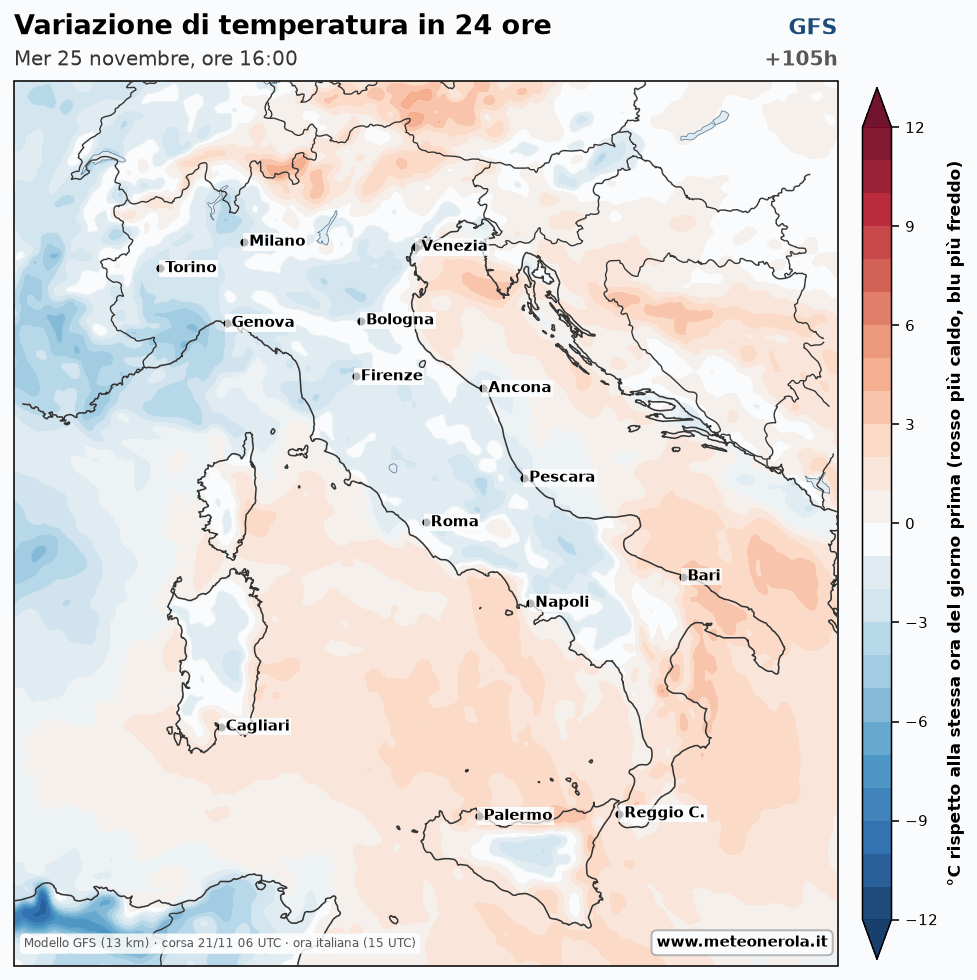 Variazione di temperatura in 24 ore
GFS
Mer 25 novembre, ore 16:00
+105h
Milano
Venezia
Torino
Genova
Bologna
Firenze
Ancona
Pescara
Roma
Bari
Napoli
Cagliari
Palermo
Reggio C.
12
9
6
3
0
−3
−6
−9
−12
°C rispetto alla stessa ora del giorno prima (rosso più caldo, blu più freddo)
Modello GFS (13 km) · corsa 21/11 06 UTC · ora italiana (15 UTC)
www.meteonerola.it